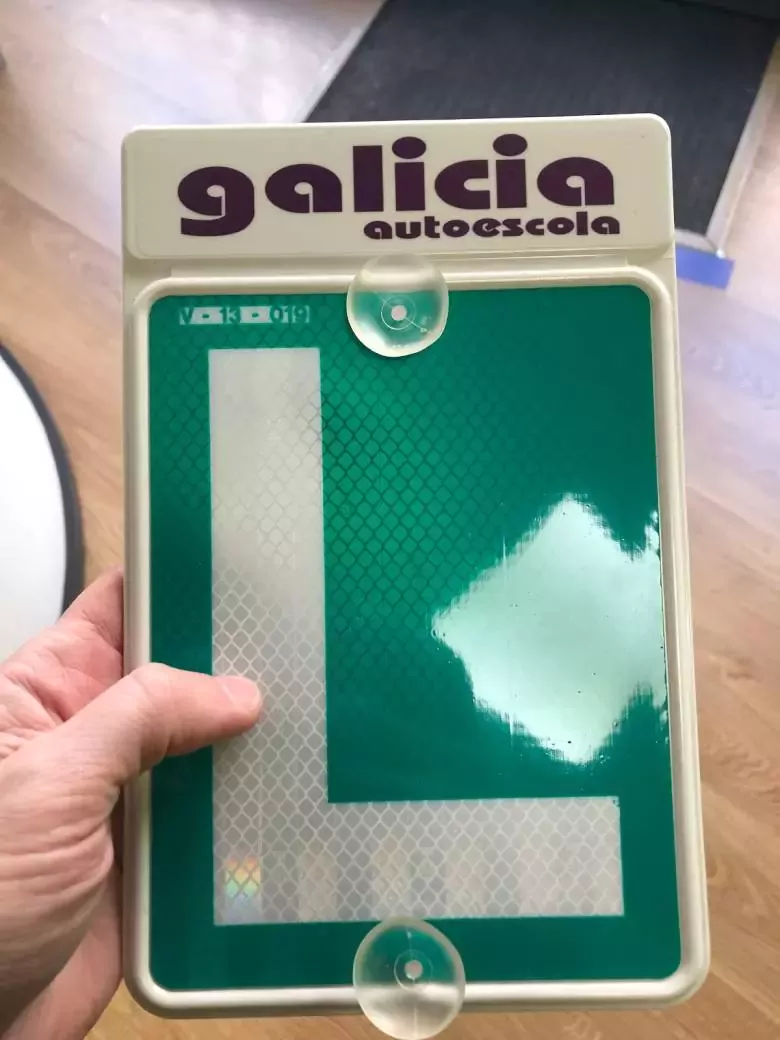 galicia
autoescola
V - 13 - 019
L